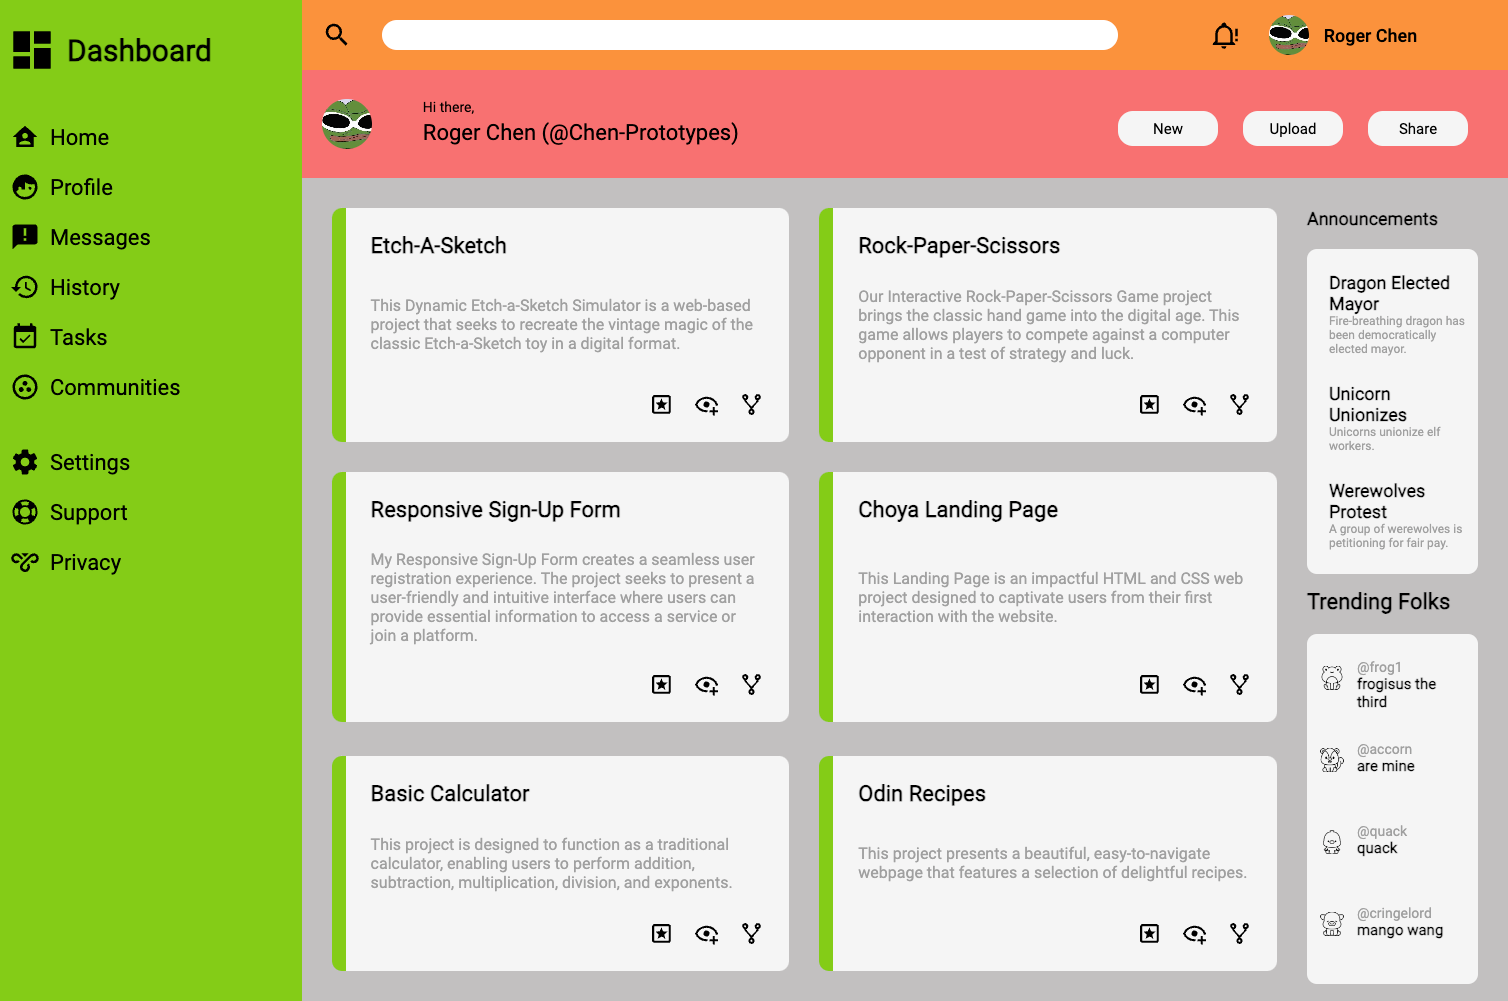 Dashboard
Home
Profile
Messages
History
Tasks
Communities
Settings
Support
Privacy
Roger Chen
Hi there,
Roger Chen (@Chen-Prototypes)
New
Upload
Share
Etch-A-Sketch
This Dynamic Etch-a-Sketch Simulator is a web-based
project that seeks to recreate the vintage magic of the
classic Etch-a-Sketch toy in a digital format.
Rock-Paper-Scissors
Our Interactive Rock-Paper-Scissors Game project
brings the classic hand game into the digital age. This
game allows players to compete against a computer
opponent in a test of strategy and luck.
Responsive Sign-Up Form
My Responsive Sign-Up Form creates a seamless user
registration experience. The project seeks to present a
user-friendly and intuitive interface where users can
provide essential information to access a service or
join a platform.
Choya Landing Page
This Landing Page is an impactful HTML and CSS web
project designed to captivate users from their first
interaction with the website.
Basic Calculator
This project is designed to function as a traditional
calculator, enabling users to perform addition,
subtraction, multiplication, division, and exponents.
Odin Recipes
This project presents a beautiful, easy-to-navigate
webpage that features a selection of delightful recipes.
Announcements
Dragon Elected
Mayor
Fire-breathing dragon has
been democratically
elected mayor.
Unicorn
Unionizes
Unicorns unionize elf
workers.
Werewolves
Protest
A group of werewolves is
petitioning for fair pay.
Trending Folks
@frog1
frogisus the
third
@accorn
are mine
@quack
quack
@cringelord
mango wang